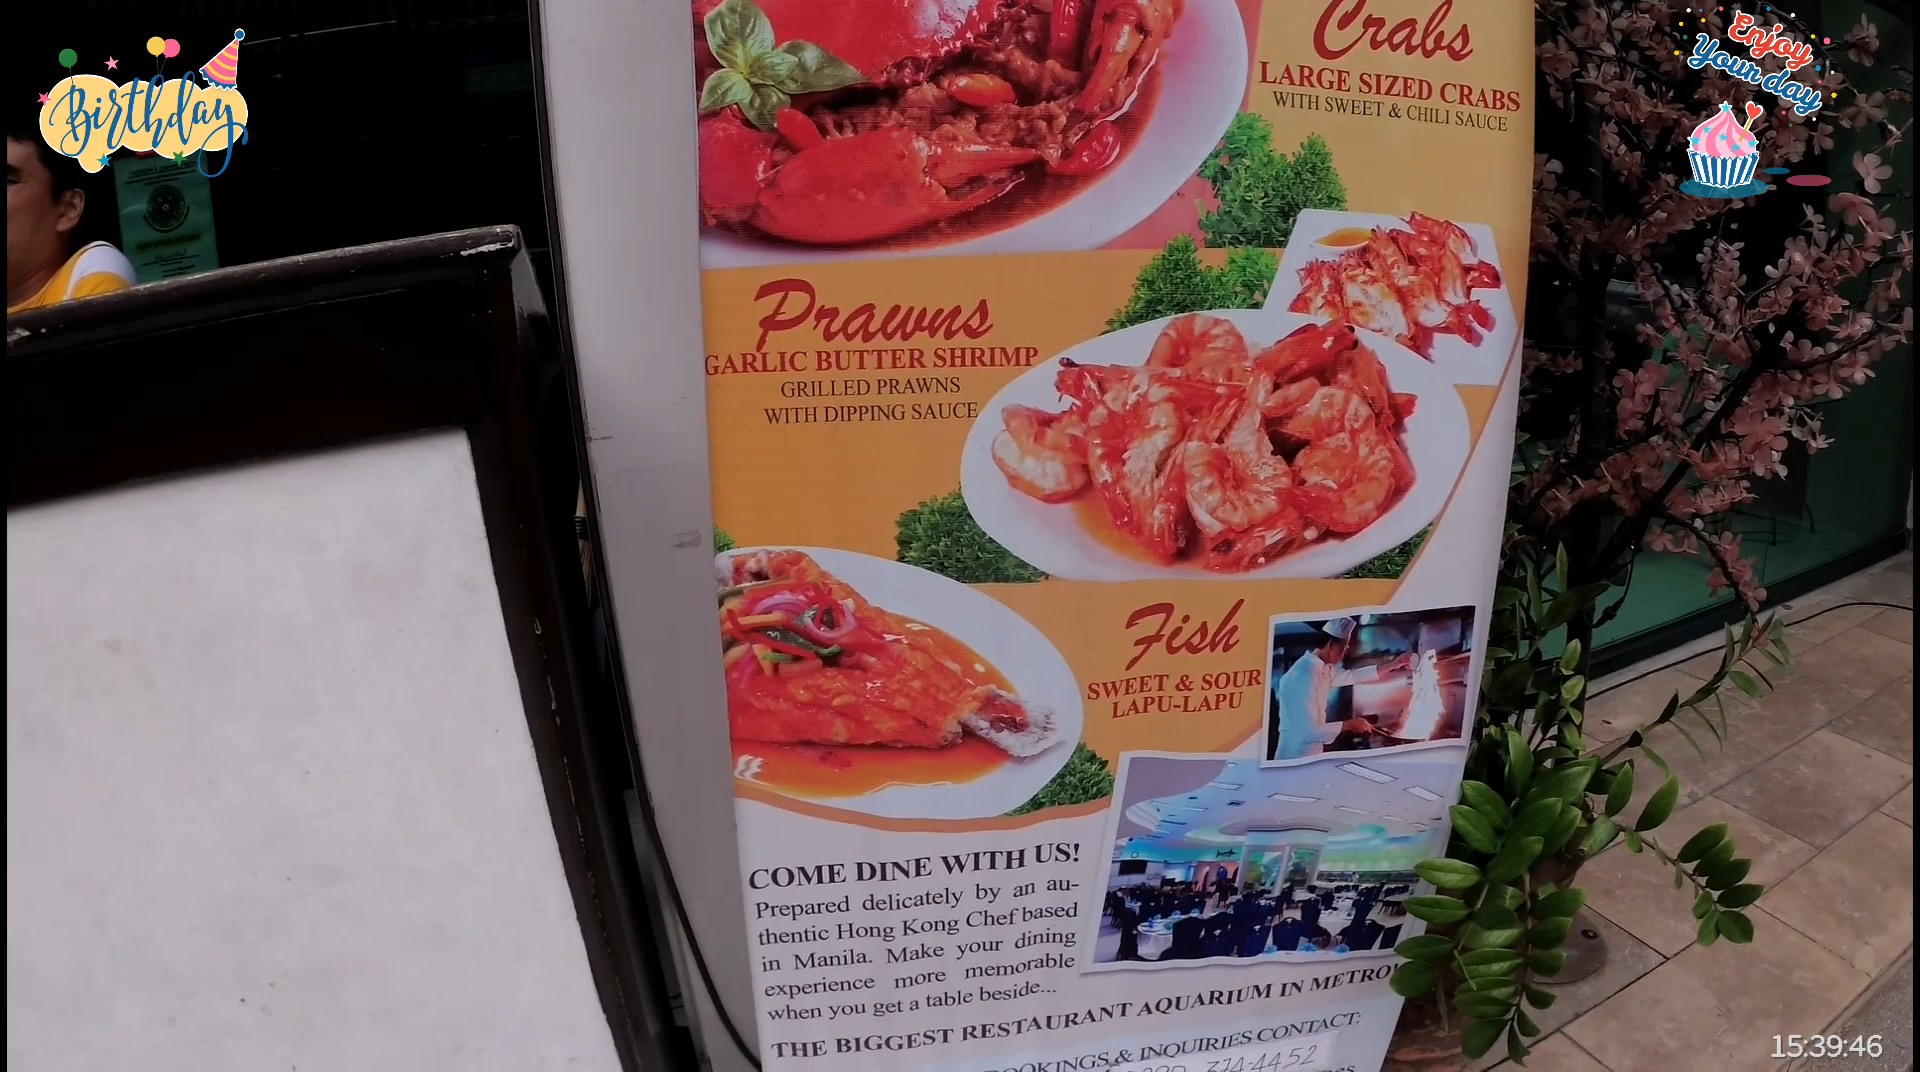 Birthday
Enjoy
Your day
Crabs
LARGE SIZED CRABS
WITH SWEET & CHILI SAUCE
Prawns
GARLIC BUTTER SHRIMP
GRILLED PRAWNS
WITH DIPPING SAUCE
Fish
SWEET & SOUR
LAPU-LAPU
COME DINE WITH US!
Prepared delicately by an au-
thentic Hong Kong Chef based
in Manila. Make your dining
experience more memorable
when you get a table beside...
THE BIGGEST RESTAURANT AQUARIUM IN METRO!
& INQUIRIES CONTACT:
374-4452
15:39:46